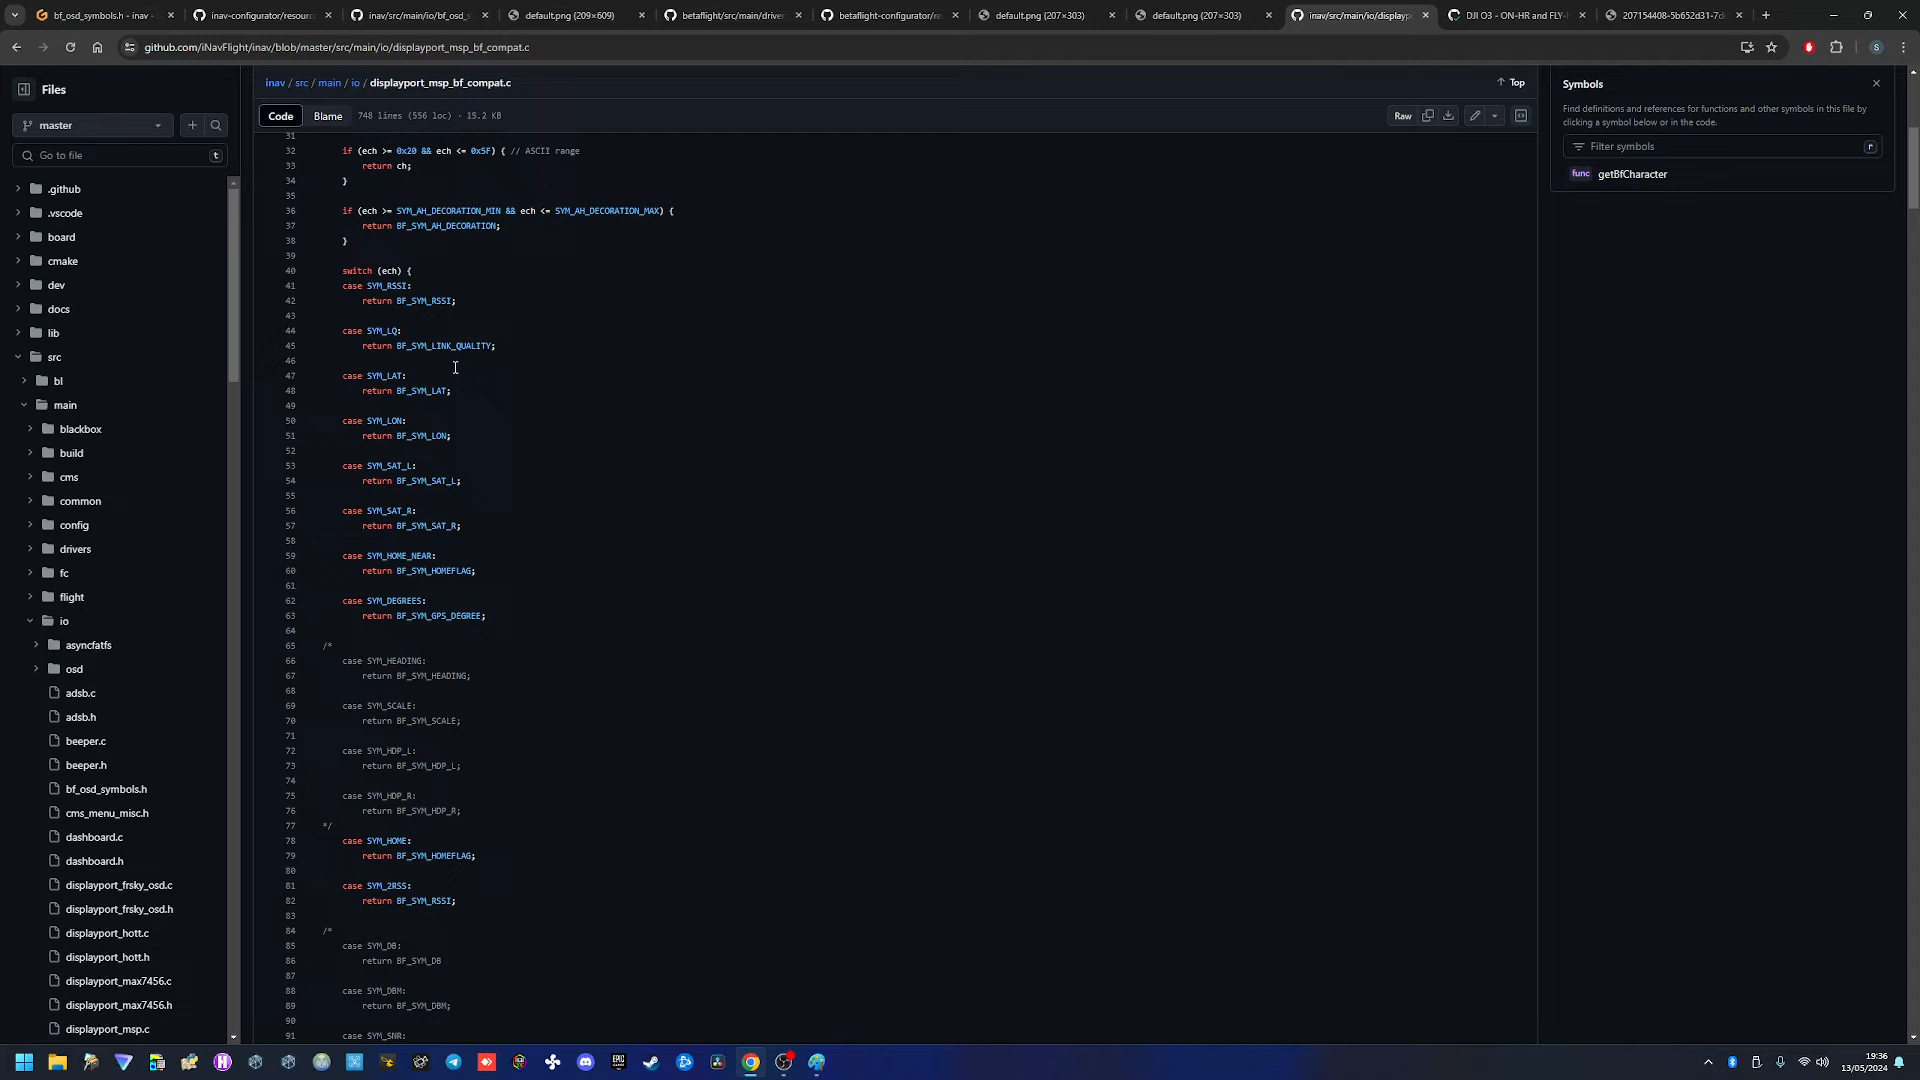 bf_osd_symbols.h - inav -
inav-configurator/resourc
inav/src/main/io/bf_osd_s
default.png (209×609)
betaflight/src/main/driver
betaflight-configurator/re
default.png (207×303)
default.png (207×303)
inav/src/main/io/displayp
DJI O3 - ON-HR and FLY-H
207154408-5b652d31-7d
github.com/iNavFlight/inav/blob/master/src/main/io/displayport_msp_bf_compat.c
S
Files
master
Go to file
t
.github
.vscode
board
cmake
dev
docs
lib
src
bl
main
blackbox
build
cms
common
config
drivers
fc
flight
io
asyncfatfs
osd
adsb.c
adsb.h
beeper.c
beeper.h
bf_osd_symbols.h
cms_menu_misc.h
dashboard.c
dashboard.h
displayport_frsky_osd.c
displayport_frsky_osd.h
displayport_hott.c
displayport_hott.h
displayport_max7456.c
displayport_max7456.h
displayport_msp.c
inav / src / main / io / displayport_msp_bf_compat.c
Top
Code Blame 748 lines (556 loc) · 15.2 KB
Raw
31
32 if (ech >= 0x20 && ech <= 0x5F) { // ASCII range
33 return ch;
34 }
35
36 if (ech >= SYM_AH_DECORATION_MIN && ech <= SYM_AH_DECORATION_MAX) {
37 return BF_SYM_AH_DECORATION;
38 }
39
40 switch (ech) {
41 case SYM_RSSI:
42 return BF_SYM_RSSI;
43
44 case SYM_LQ:
45 return BF_SYM_LINK_QUALITY;
46
47 case SYM_LAT:
48 return BF_SYM_LAT;
49
50 case SYM_LON:
51 return BF_SYM_LON;
52
53 case SYM_SAT_L:
54 return BF_SYM_SAT_L;
55
56 case SYM_SAT_R:
57 return BF_SYM_SAT_R;
58
59 case SYM_HOME_NEAR:
60 return BF_SYM_HOMEFLAG;
61
62 case SYM_DEGREES:
63 return BF_SYM_GPS_DEGREE;
64
65 /*
66 case SYM_HEADING:
67 return BF_SYM_HEADING;
68
69 case SYM_SCALE:
70 return BF_SYM_SCALE;
71
72 case SYM_HDP_L:
73 return BF_SYM_HDP_L;
74
75 case SYM_HDP_R:
76 return BF_SYM_HDP_R;
77 */
78 case SYM_HOME:
79 return BF_SYM_HOMEFLAG;
80
81 case SYM_2RSS:
82 return BF_SYM_RSSI;
83
84 /*
85 case SYM_DB:
86 return BF_SYM_DB
87
88 case SYM_DBM:
89 return BF_SYM_DBM;
90
91 case SYM_SNR:
Symbols
Find definitions and references for functions and other symbols in this file by
clicking a symbol below or in the code.
Filter symbols
r
func getBfCharacter
19:36
13/05/2024